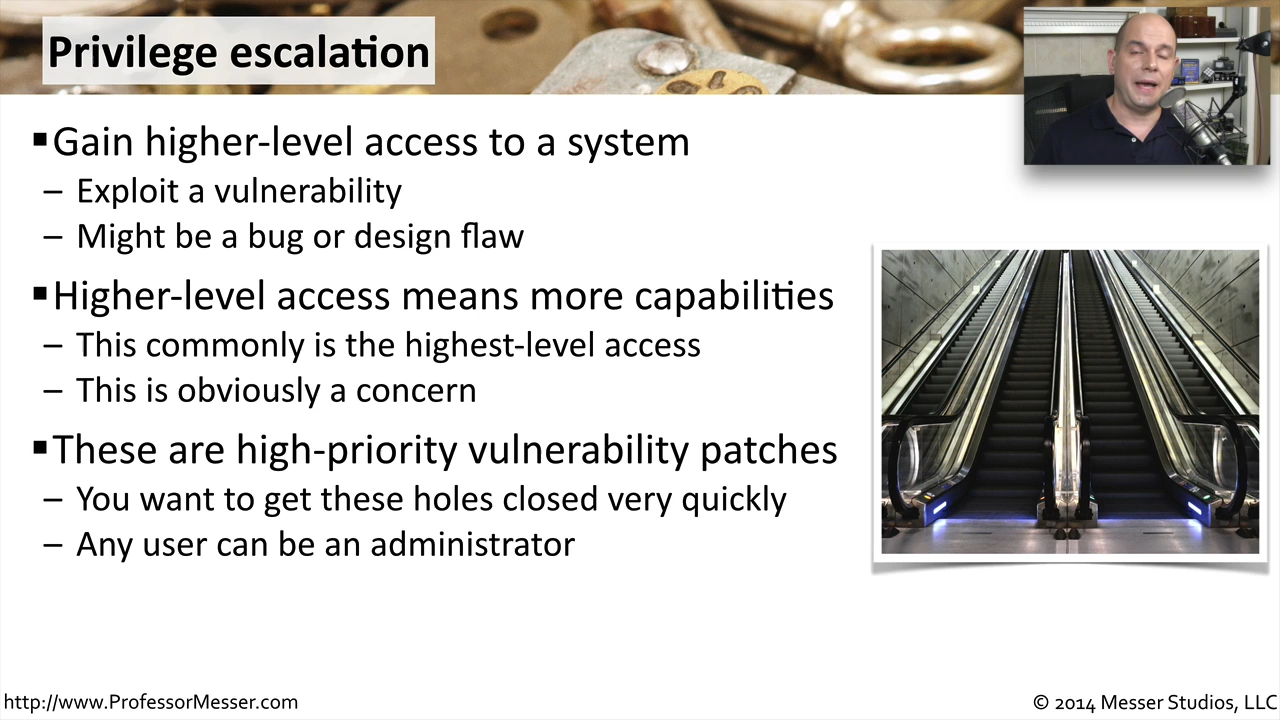 Privilege escalation
▪Gain higher-level access to a system
– Exploit a vulnerability
– Might be a bug or design flaw
▪Higher-level access means more capabilities
– This commonly is the highest-level access
– This is obviously a concern
▪These are high-priority vulnerability patches
– You want to get these holes closed very quickly
– Any user can be an administrator
http://www.ProfessorMesser.com
© 2014 Messer Studios, LLC